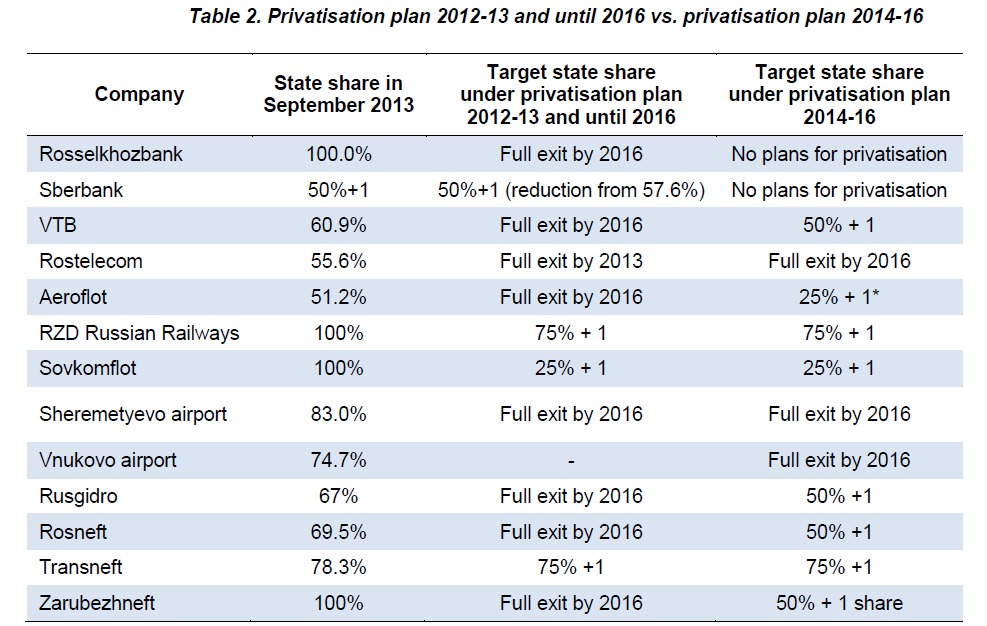 Table 2. Privatisation plan 2012-13 and until 2016 vs. privatisation plan 2014-16
Company State share in September 2013 Target state share under privatisation plan 2012-13 and until 2016 Target state share under privatisation plan 2014-16
Rosselkhozbank 100.0% Full exit by 2016 No plans for privatisation
Sberbank 50%+1 50%+1 (reduction from 57.6%) No plans for privatisation
VTB 60.9% Full exit by 2016 50% + 1
Rostelecom 55.6% Full exit by 2013 Full exit by 2016
Aeroflot 51.2% Full exit by 2016 25% + 1*
RZD Russian Railways 100% 75% + 1 75% + 1
Sovkomflot 100% 25% + 1 25% + 1
Sheremetyevo airport 83.0% Full exit by 2016 Full exit by 2016
Vnukovo airport 74.7% - Full exit by 2016
Rusgidro 67% Full exit by 2016 50% +1
Rosneft 69.5% Full exit by 2016 50% +1
Transneft 78.3% 75% +1 75% +1
Zarubezhneft 100% Full exit by 2016 50% + 1 share